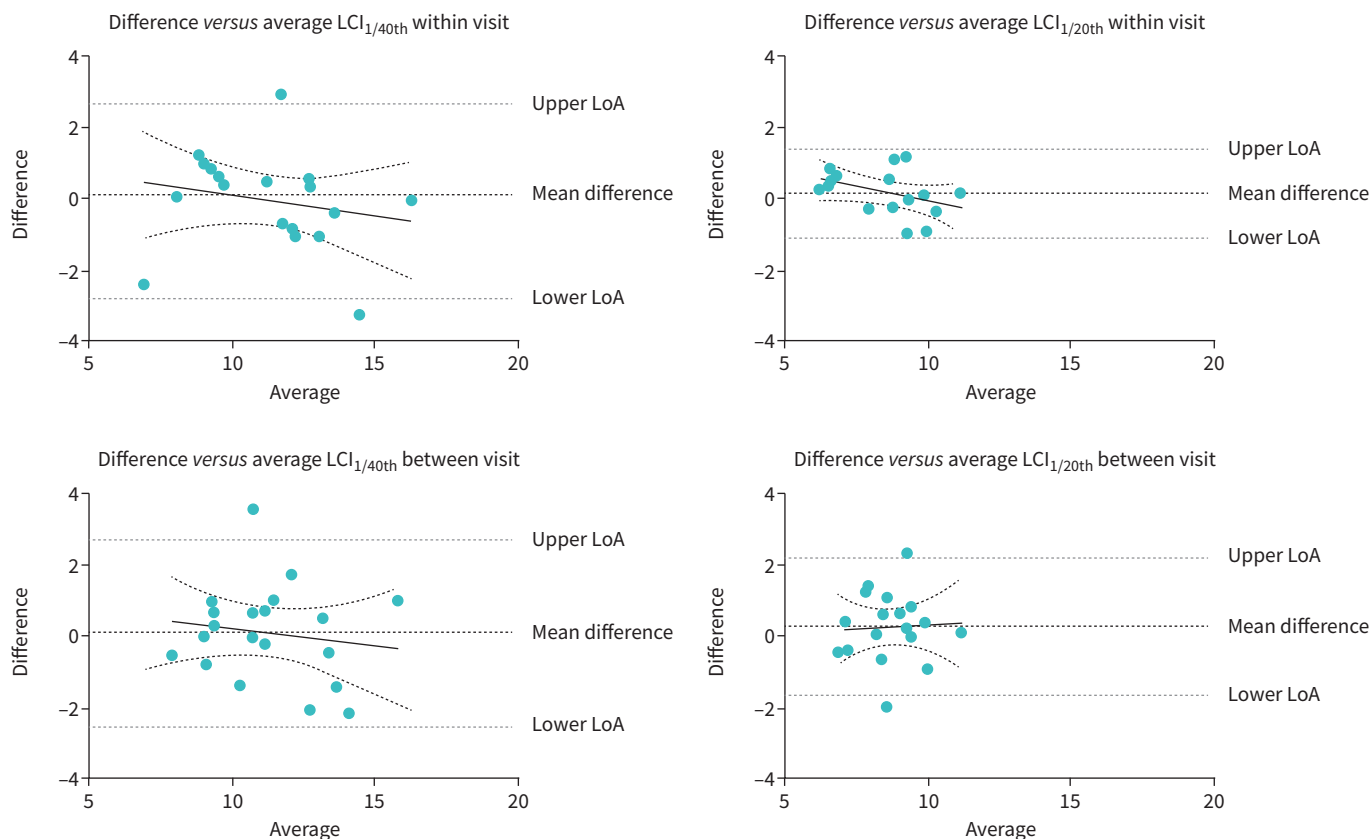 Difference versus average LCI1/40th within visit
4
2
0
–2
–4
Difference
Upper LoA
Mean difference
Lower LoA
5
10
15
20
Average
Difference versus average LCI1/20th within visit
4
2
0
–2
–4
Difference
Upper LoA
Mean difference
Lower LoA
5
10
15
20
Average
Difference versus average LCI1/40th between visit
4
2
0
–2
–4
Difference
Upper LoA
Mean difference
Lower LoA
5
10
15
20
Average
Difference versus average LCI1/20th between visit
4
2
0
–2
–4
Difference
Upper LoA
Mean difference
Lower LoA
5
10
15
20
Average